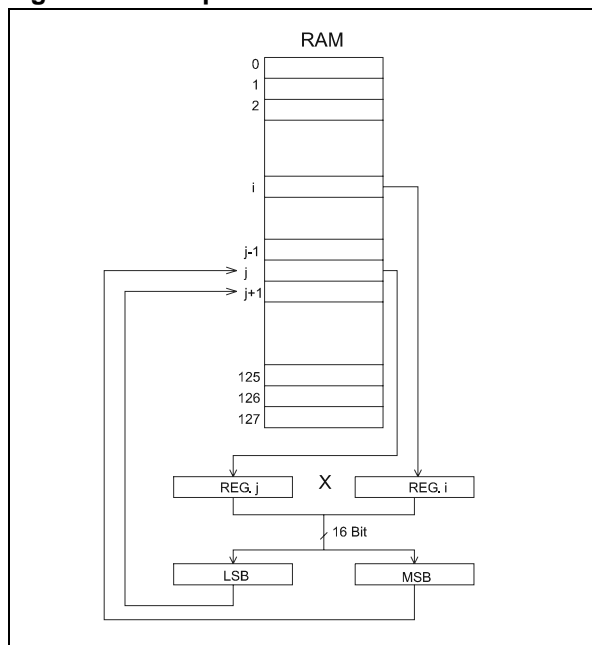 RAM
0
1
2
i
j-1
j
j+1
125
126
127
REG. j X REG. i
16 Bit
LSB MSB